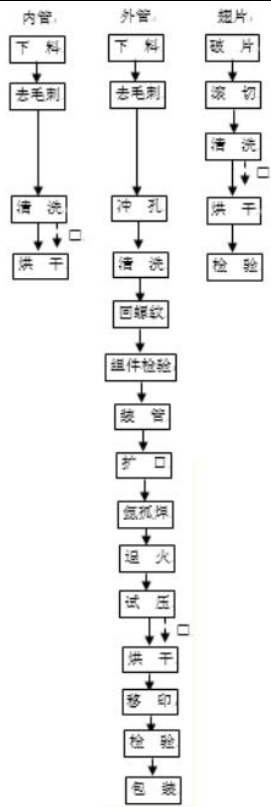 内管:
下 料
去毛刺
清 洗
口
烘 干
外管:
下 料
去毛刺
冲 孔
清 洗
回螺纹
组件检验
装 管
扩 口
氩弧焊
退 火
试 压
口
烘 干
移 印
检 验
包 装
翅片:
破 片
滚 切
清 洗
口
烘 干
检 验